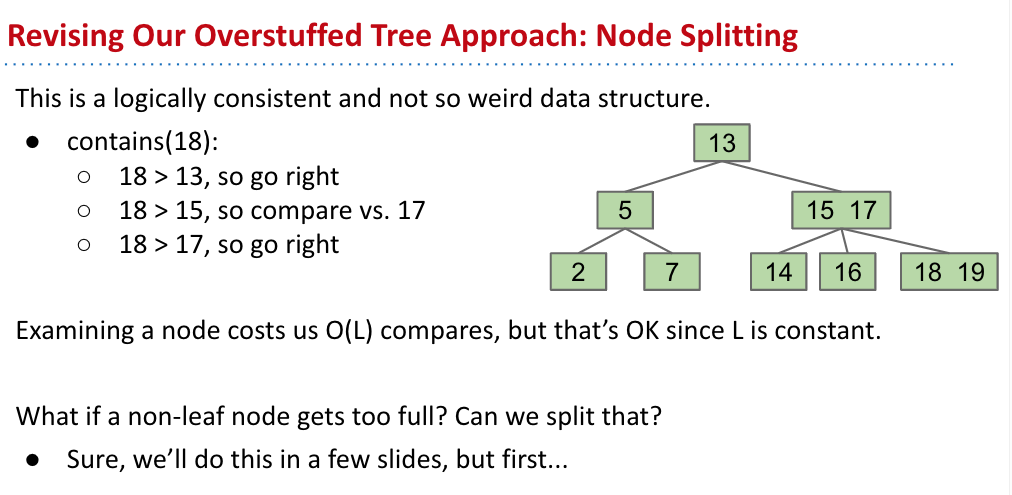 Revising Our Overstuffed Tree Approach: Node Splitting
This is a logically consistent and not so weird data structure.
● contains(18):
○ 18 > 13, so go right
○ 18 > 15, so compare vs. 17
○ 18 > 17, so go right
13
5
15 17
2
7
14
16
18 19
Examining a node costs us O(L) compares, but that’s OK since L is constant.
What if a non-leaf node gets too full? Can we split that?
● Sure, we’ll do this in a few slides, but first...